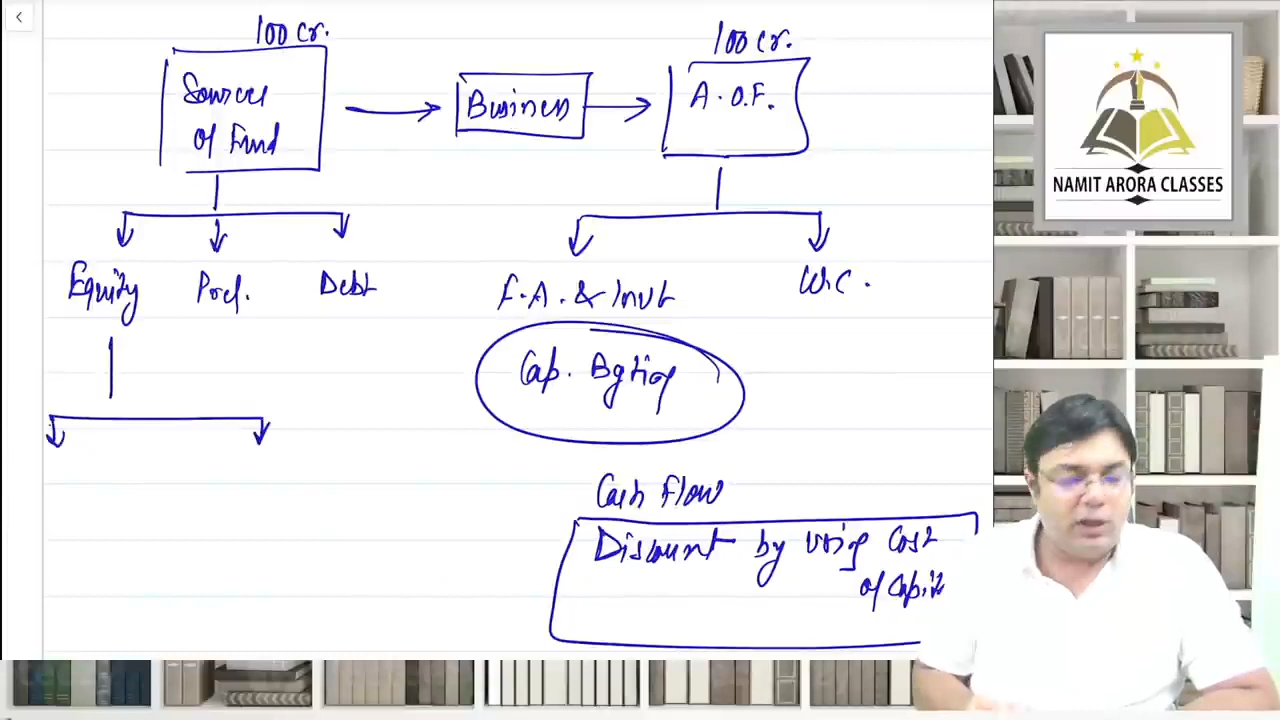 100 cr.
Sources
of Fund
Business
100 cr.
A.O.F.
Equity Pref. Debt
F.A. & Invt
W.C.
Cap. Bgting
Cash Flow
Discount by using Cost
of Capit
NAMIT ARORA CLASSES